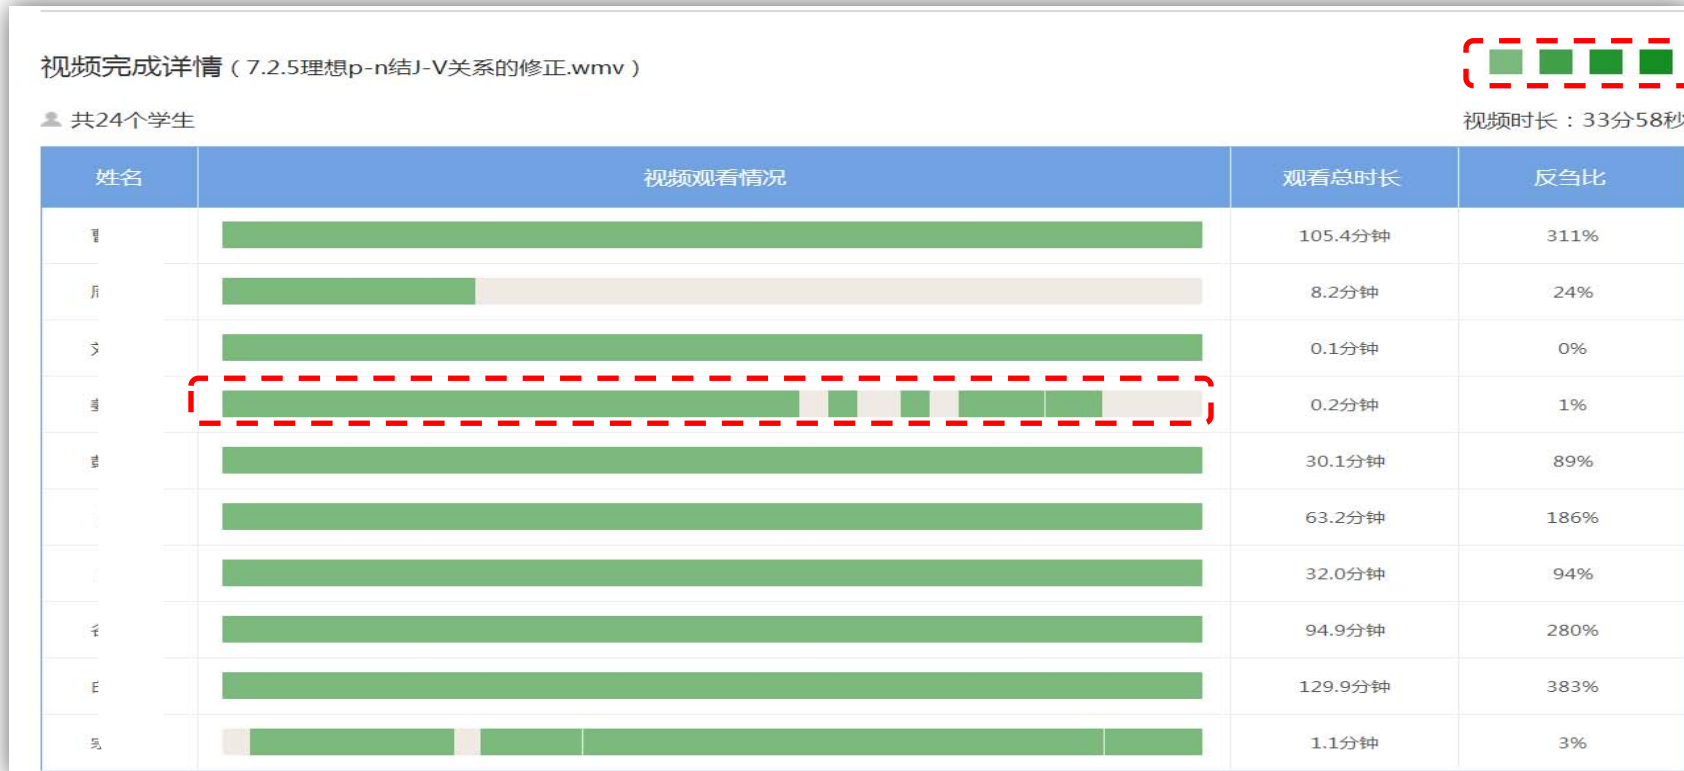 视频完成详情(7.2.5理想p-n结J-V关系的修正.wmv)
共24个学生
视频时长：33分58秒
姓名 视频观看情况 观看总时长 反刍比
105.4分钟 311%
8.2分钟 24%
0.1分钟 0%
0.2分钟 1%
30.1分钟 89%
63.2分钟 186%
32.0分钟 94%
94.9分钟 280%
129.9分钟 383%
1.1分钟 3%